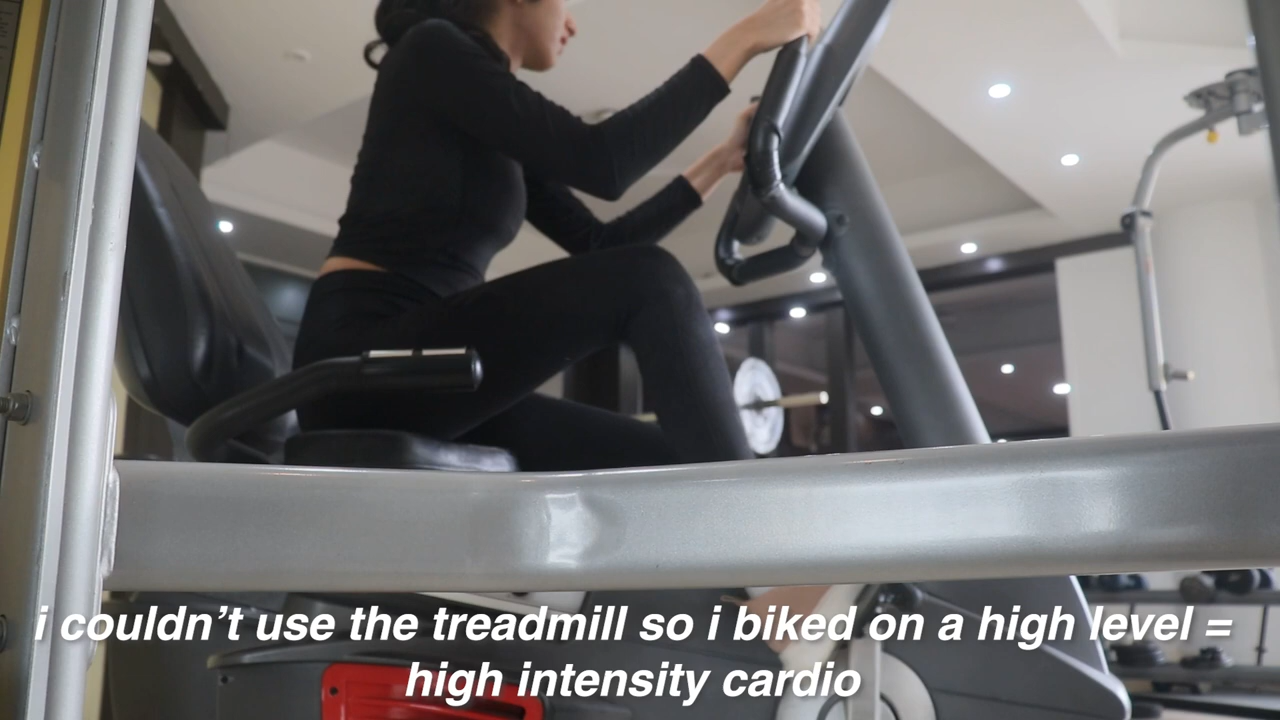 i couldn't use the treadmill so i biked on a high level =
high intensity cardio